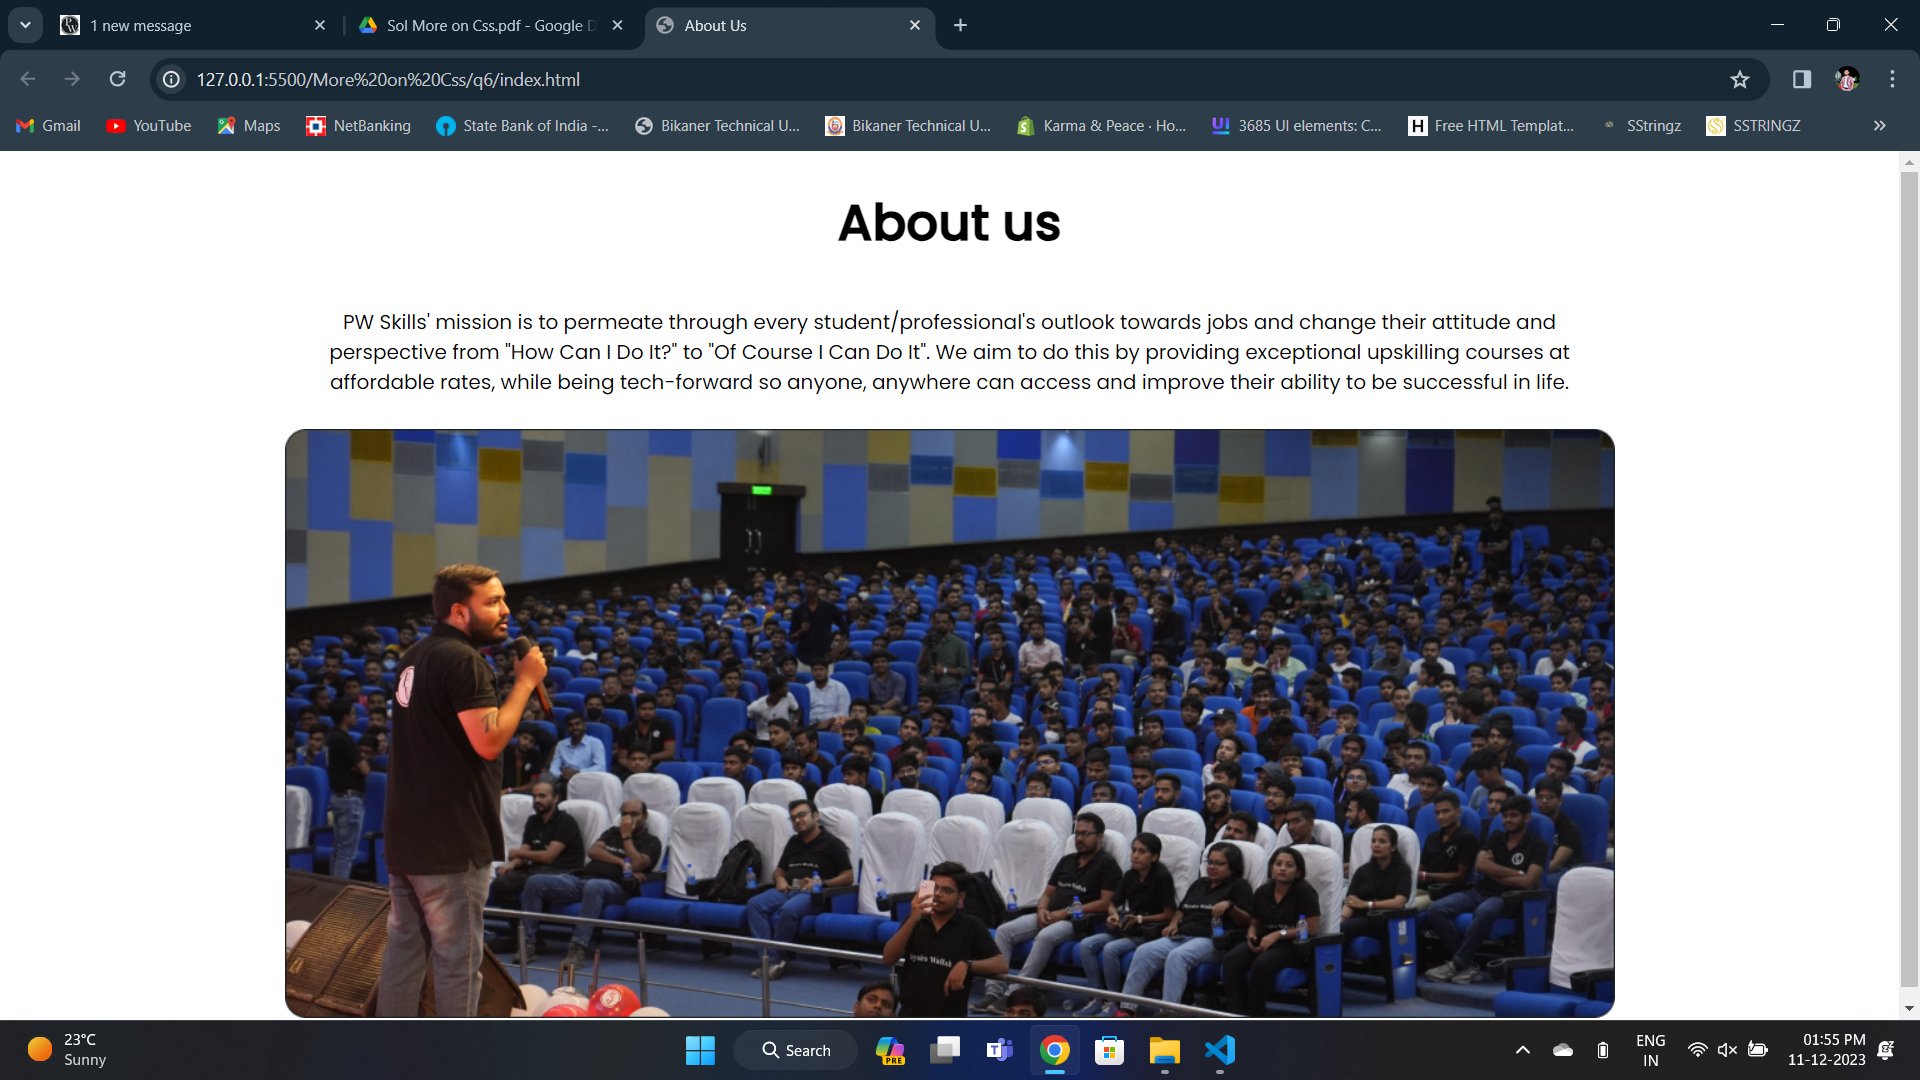 1 new message
Sol More on Css.pdf - Google D
About Us
127.0.0.1:5500/More%20on%20Css/q6/index.html
Gmail
YouTube
Maps
NetBanking
State Bank of India -...
Bikaner Technical U...
Bikaner Technical U...
Karma & Peace · Ho...
3685 UI elements: C...
Free HTML Templat...
SStringz
SSTRINGZ
About us
PW Skills' mission is to permeate through every student/professional's outlook towards jobs and change their attitude and
perspective from "How Can I Do It?" to "Of Course I Can Do It". We aim to do this by providing exceptional upskilling courses at
affordable rates, while being tech-forward so anyone, anywhere can access and improve their ability to be successful in life.
23°C
Sunny
Search
PRE
ENG
IN
01:55 PM
11-12-2023